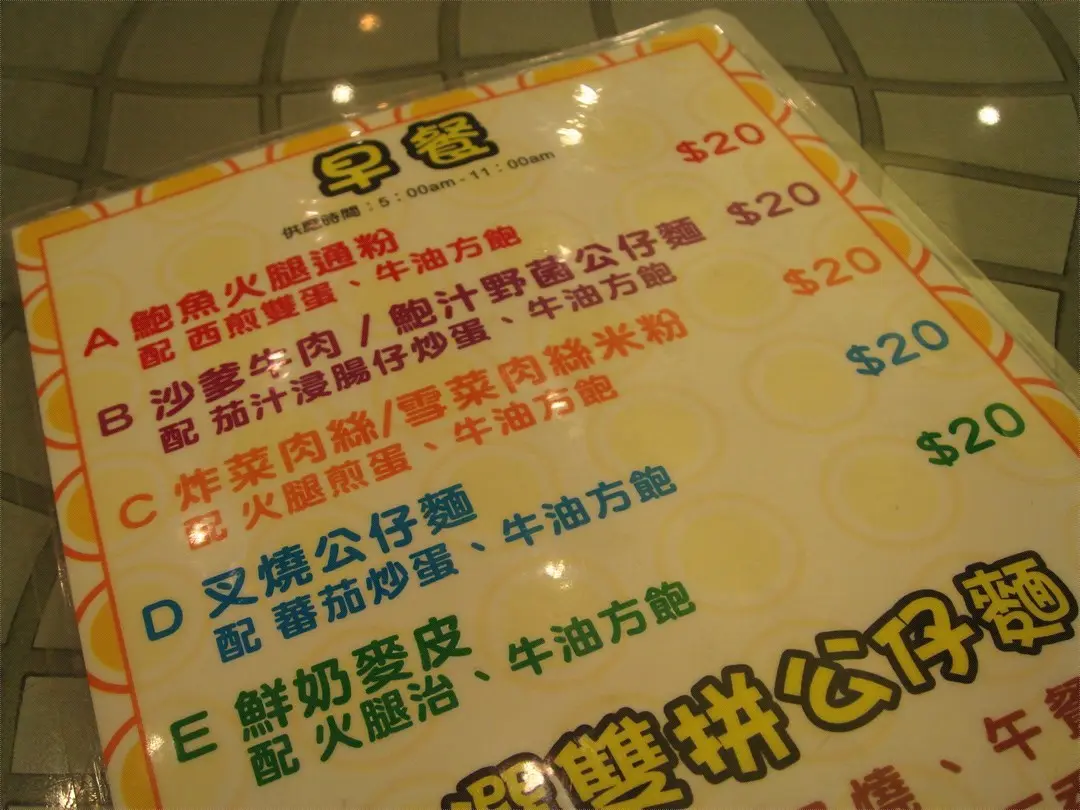 早餐
供應時間：5：00am - 11：00am
A 鮑魚火腿通粉 $20
配 西煎雙蛋、牛油方飽
B 沙爹牛肉 / 鮑汁野菌公仔麵 $20
配 茄汁浸腸仔炒蛋、牛油方飽
C 炸菜肉絲/雪菜肉絲米粉 $20
配 火腿煎蛋、牛油方飽
D 叉燒公仔麵 $20
配 蕃茄炒蛋、牛油方飽
E 鮮奶麥皮 $20
配 火腿治、牛油方飽
選雙拼公仔麵
燒、午餐